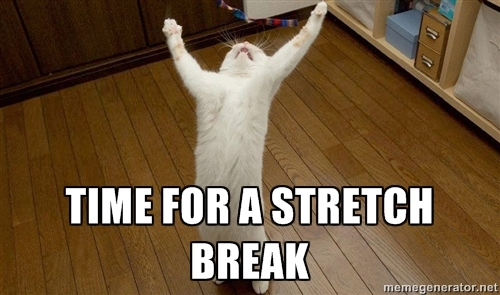 TIME FOR A STRETCH
BREAK
memegenerator.net